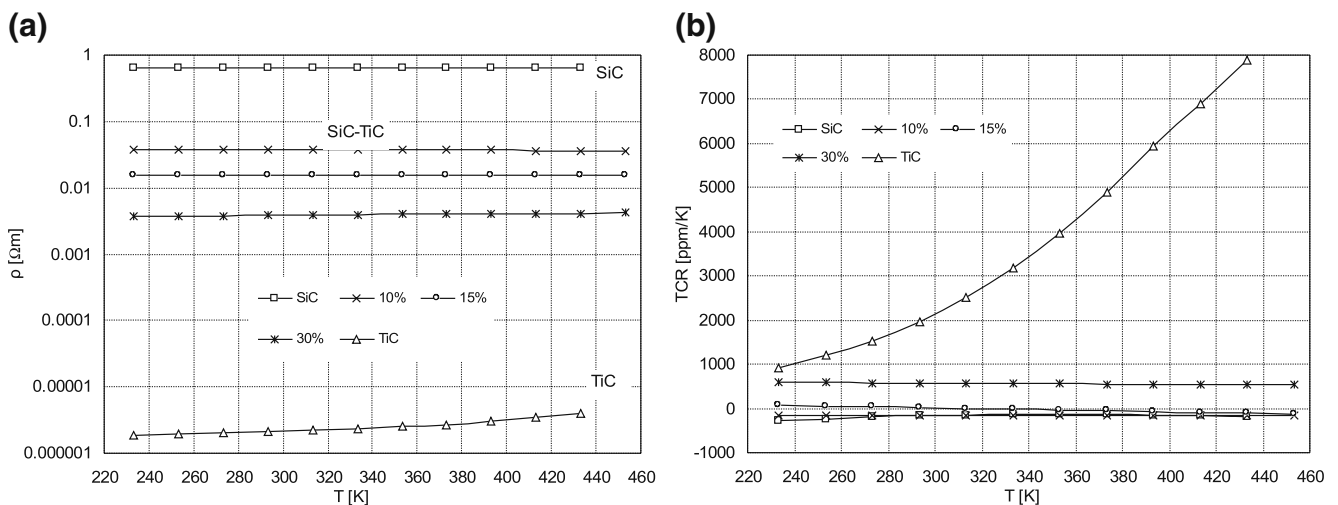 (a)
1
0.1
0.01
0.001
0.0001
0.00001
0.000001
ρ [Ωm]
SiC
SiC-TiC
SiC 10% 15%
30% TiC
TiC
220 240 260 280 300 320 340 360 380 400 420 440 460
T [K]
(b)
8000
7000
6000
5000
4000
3000
2000
1000
0
-1000
TCR [ppm/K]
SiC 10% 15%
30% TiC
220 240 260 280 300 320 340 360 380 400 420 440 460
T [K]